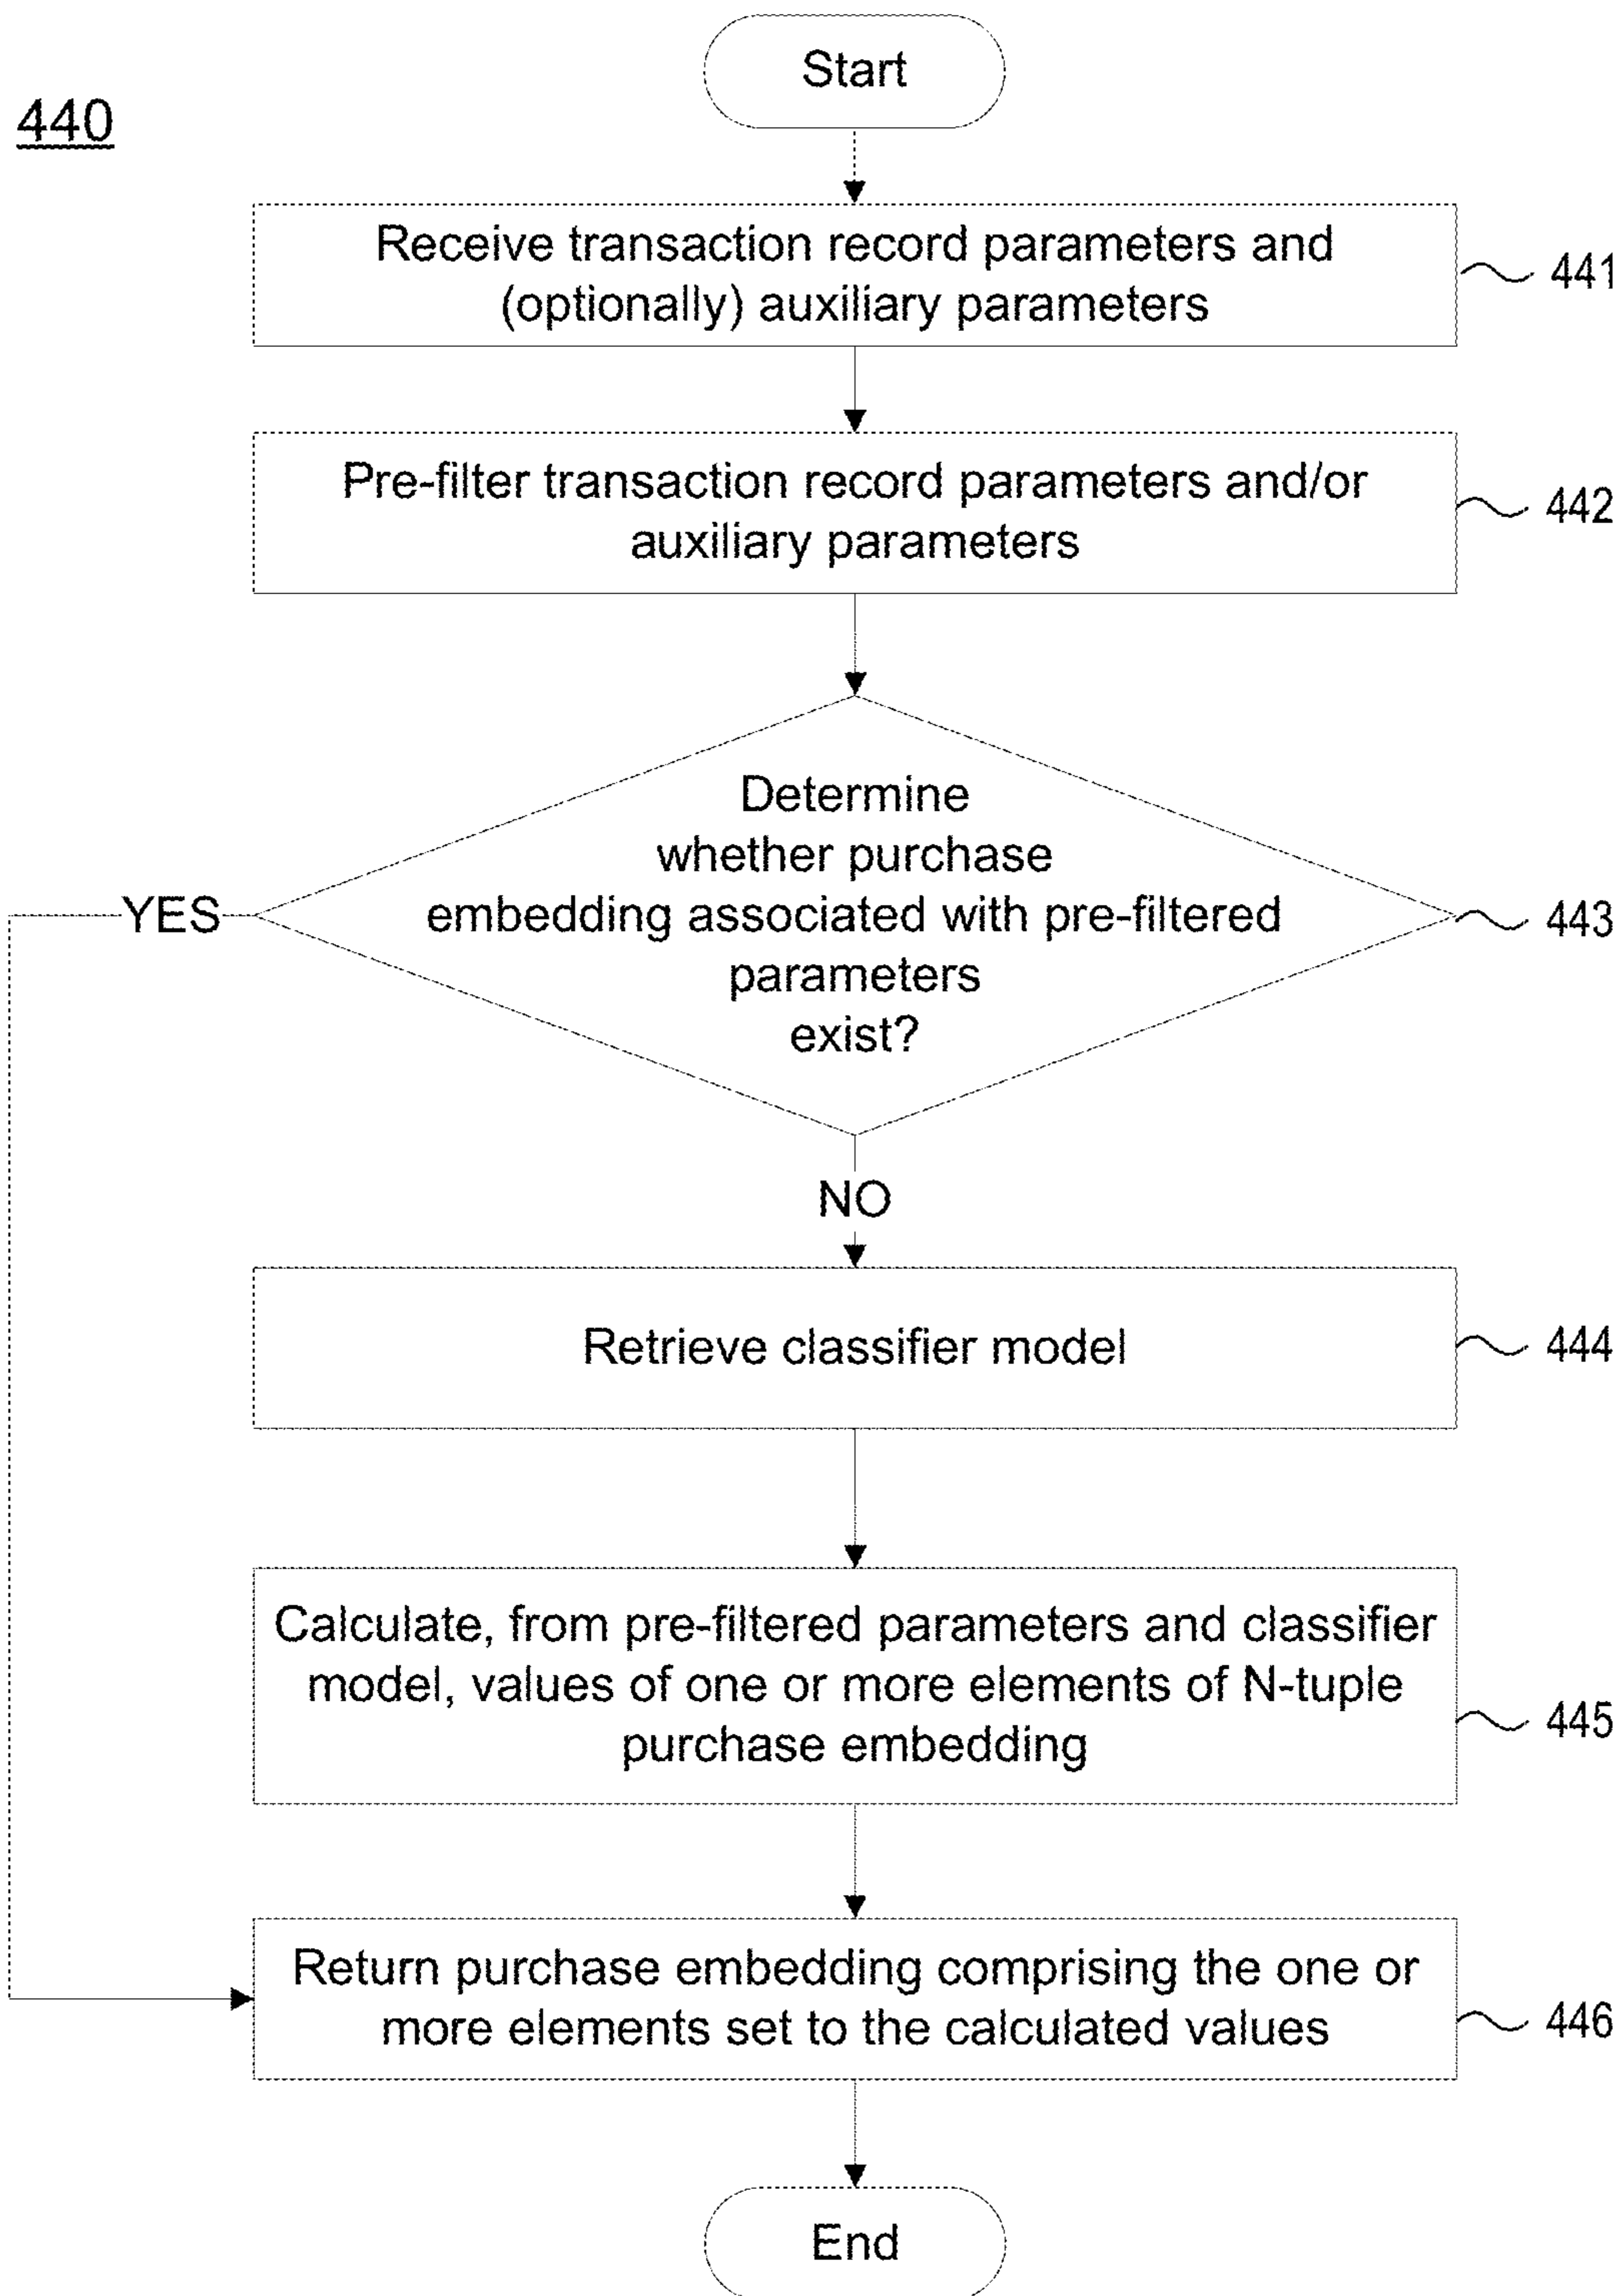 Start
440
Receive transaction record parameters and
(optionally) auxiliary parameters
441
Pre-filter transaction record parameters and/or
auxiliary parameters
442
Determine
whether purchase
embedding associated with pre-filtered
parameters
exist?
YES
443
NO
Retrieve classifier model
444
Calculate, from pre-filtered parameters and classifier
model, values of one or more elements of N-tuple
purchase embedding
445
Return purchase embedding comprising the one or
more elements set to the calculated values
446
End